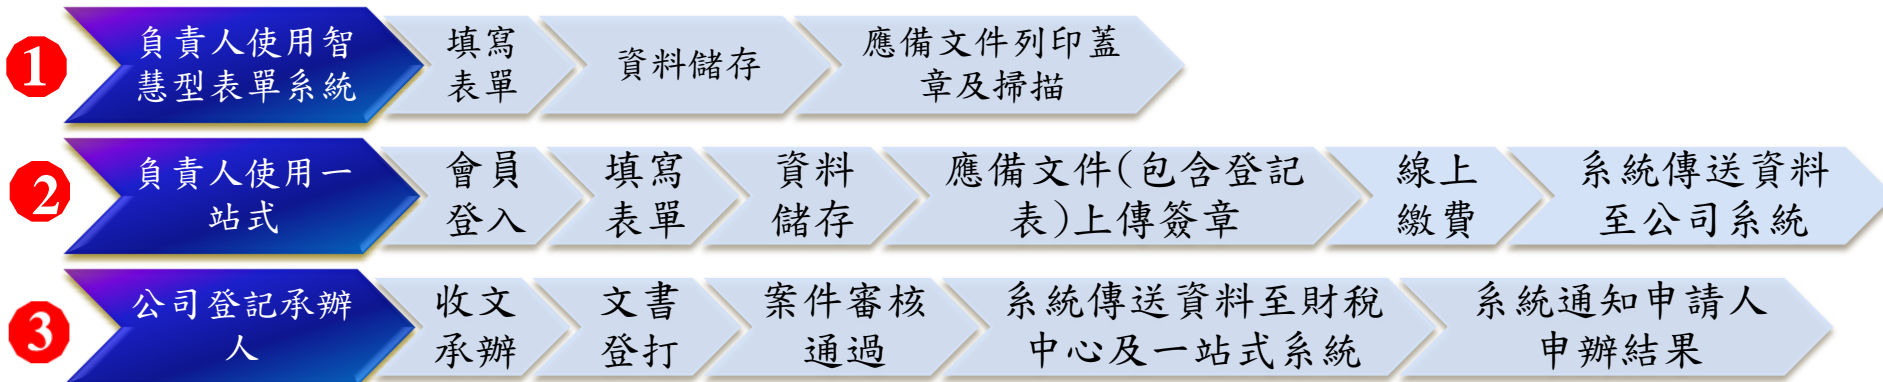 1
負責人使用智
慧型表單系統
填寫
表單
資料儲存
應備文件列印蓋
章及掃描
2
負責人使用一
站式
會員
登入
填寫
表單
資料
儲存
應備文件(包含登記
表)上傳簽章
線上
繳費
系統傳送資料
至公司系統
3
公司登記承辦
人
收文
承辦
文書
登打
案件審核
通過
系統傳送資料至財稅
中心及一站式系統
系統通知申請人
申辦結果